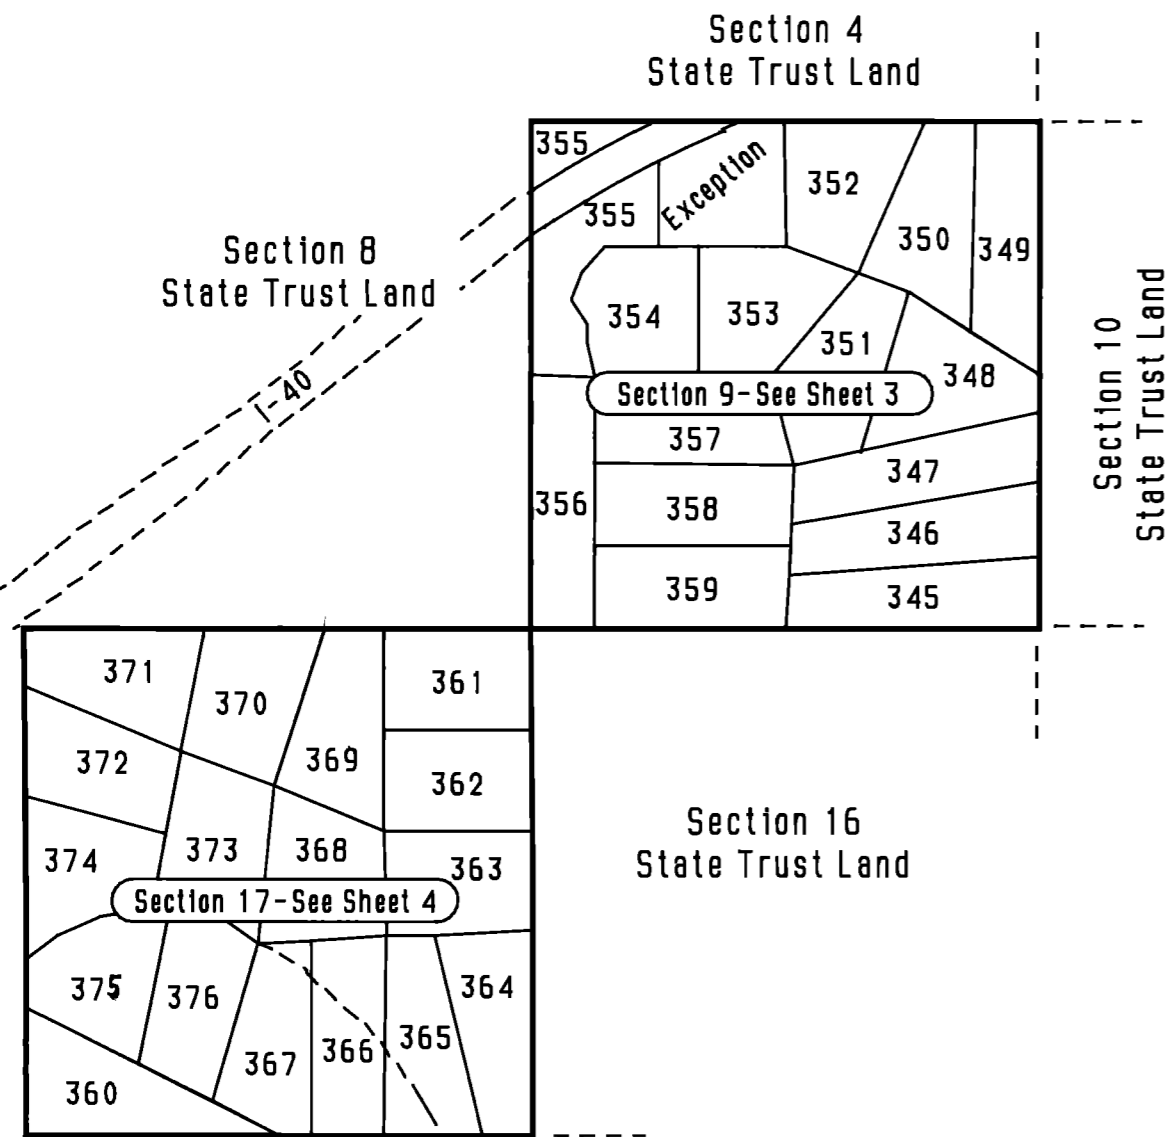 Section 4
State Trust Land
355
Exception
352
355
350
349
Section 8
State Trust Land
354
353
351
348
Section 10
State Trust Land
I-40
Section 9-See Sheet 3
357
347
356
358
346
359
345
371
370
361
372
369
362
Section 16
State Trust Land
374
373
368
363
Section 17-See Sheet 4
375
376
364
367
366
365
360